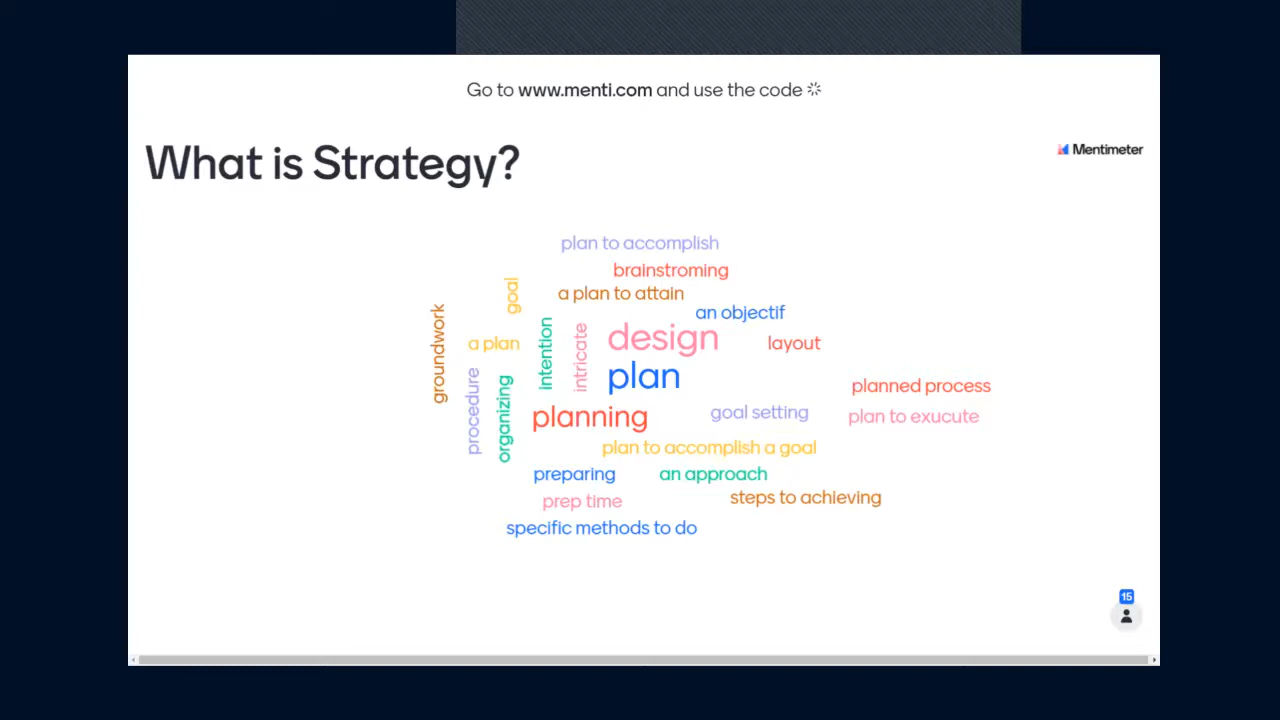 Go to www.menti.com and use the code
What is Strategy?
Mentimeter
plan to accomplish
brainstroming
goal
a plan to attain
an objectif
groundwork
a plan
intention
intricate
design
layout
plan
procedure
organizing
planned process
planning
goal setting
plan to exucute
plan to accomplish a goal
preparing
an approach
prep time
steps to achieving
specific methods to do
15